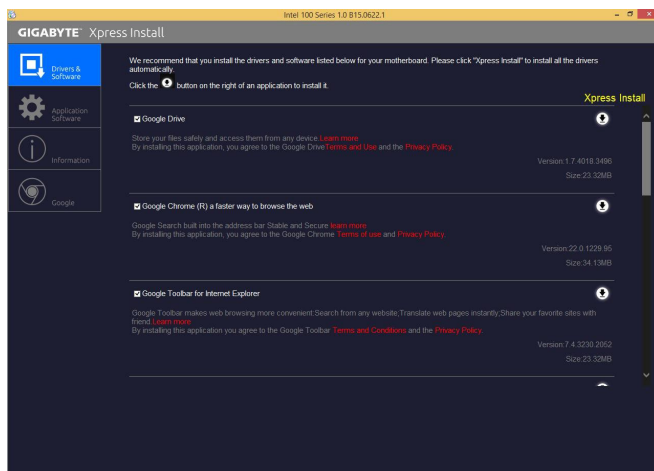 Intel 100 Series 1.0 B15.0622.1
GIGABYTE™ Xpress Install
Drivers &
Software
Application
Software
Information
Google
We recommend that you install the drivers and software listed below for your motherboard. Please click "Xpress Install" to install all the drivers
automatically.
Click the button on the right of an application to install it.
Xpress Install
Google Drive
Store your files safely and access them from any device.Learn more
By installing this application, you agree to the Google DriveTerms and Use and the Privacy Policy.
Version:1.7.4018.3496
Size:23.32MB
Google Chrome (R) a faster way to browse the web
Google Search built into the address bar Stable and Secure learn more
By installing this application, you agree to the Google Chrome Terms of use and Privacy Policy.
Version:22.0.1229.95
Size:34.13MB
Google Toolbar for Internet Explorer
Google Toolbar makes web browsing more convenient:Search from any website;Translate web pages instantly;Share your favorite sites with
friend.Learn more
By installing this application you agree to the Google Toolbar Terms and Conditions and the Privacy Policy.
Version:7.4.3230.2052
Size:23.32MB